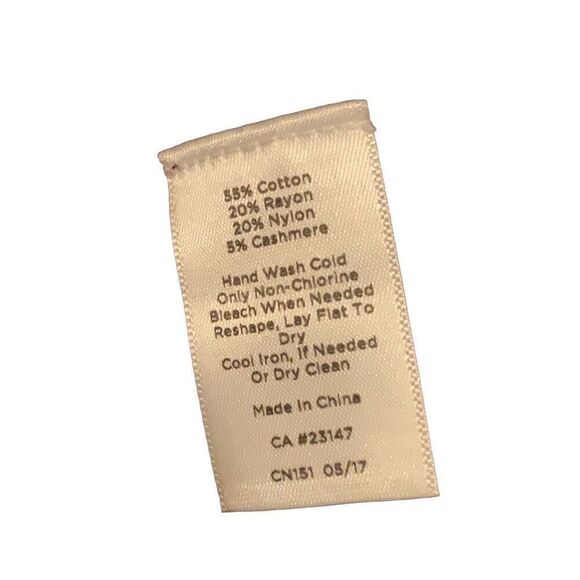 55% Cotton
20% Rayon
20% Nylon
5% Cashmere
Hand Wash Cold
Only Non-Chlorine
Bleach When Needed
Reshape, Lay Flat To
Dry
Cool Iron, If Needed
Or Dry Clean
Made In China
CA #23147
CN151 05/17